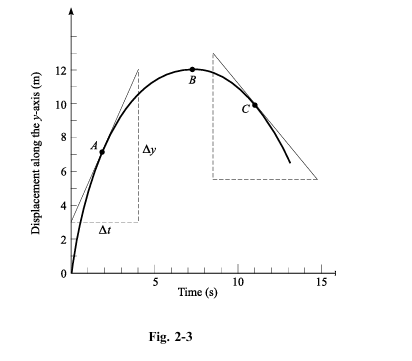 Displacement along the y-axis (m)
12
10
8
6
4
2
0
A
B
C
Δy
Δt
5
10
15
Time (s)
Fig. 2-3